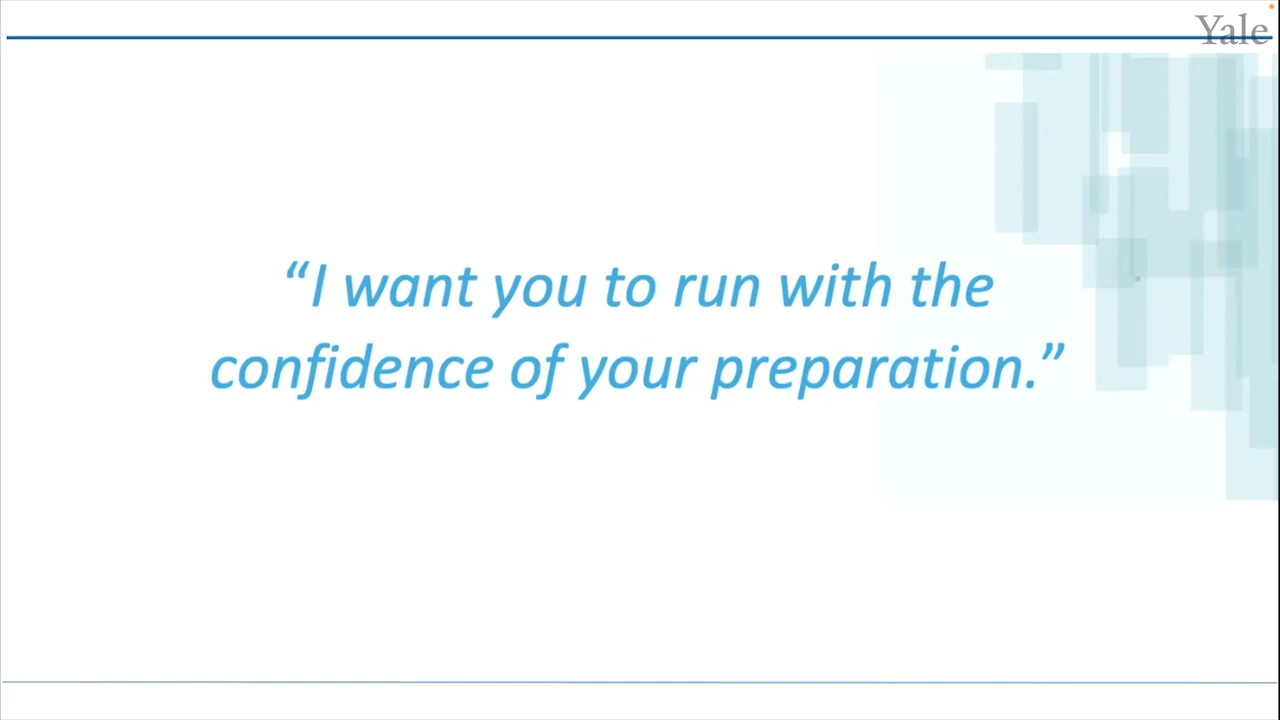 Yale
“I want you to run with the
confidence of your preparation.”